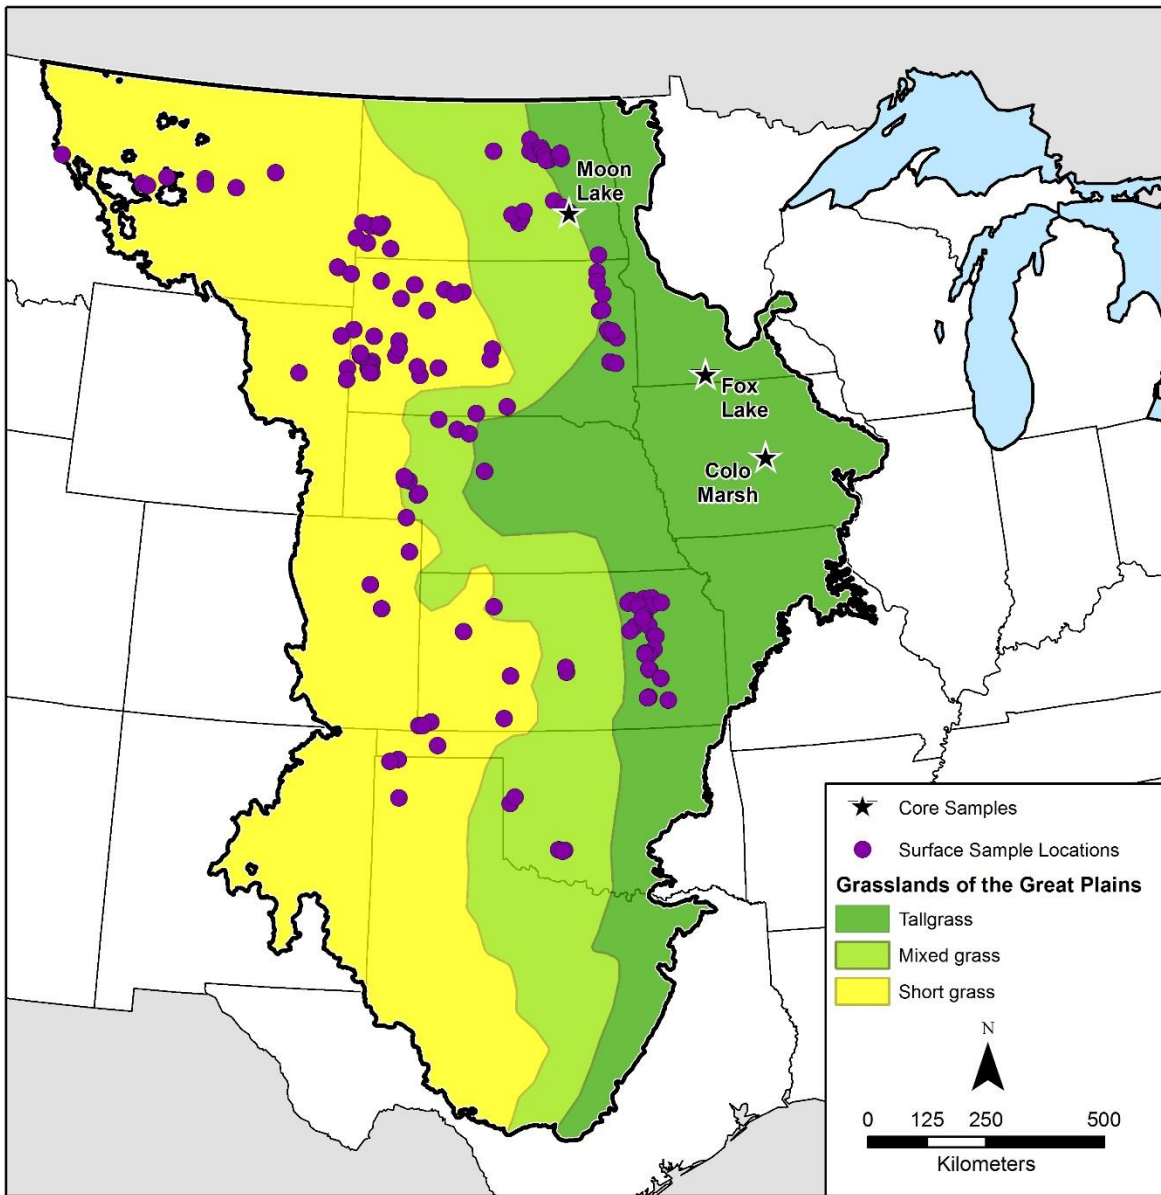 Moon
Lake
Fox
Lake
Colo
Marsh
Core Samples
Surface Sample Locations
Grasslands of the Great Plains
Tallgrass
Mixed grass
Short grass
N
0 125 250 500
Kilometers